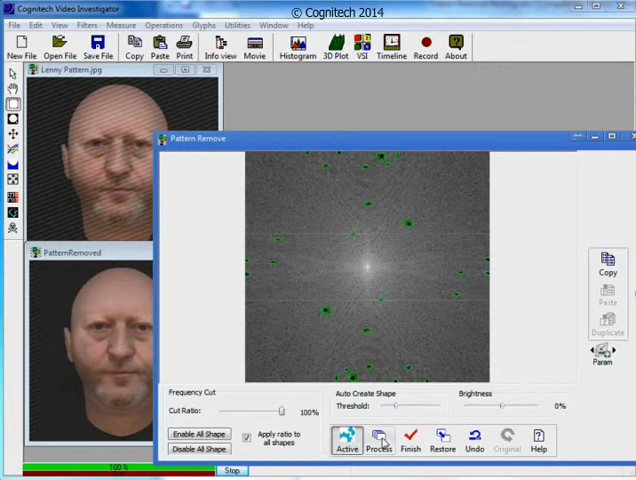 Cognitech Video Investigator
© Cognitech 2014
File Edit View Filters Measure Operations Glyphs Utilities Window Help
New File Open File Save File Copy Paste Print Info view Movie Histogram 3D Plot VSI Timeline Record About
Lenny Pattern.jpg
Pattern Remove
PatternRemoved
Copy
Paste
Duplicate
Param
Frequency Cut
Auto Create Shape
Brightness
Cut Ratio: 100%
Threshold:
0%
Enable All Shape
Apply ratio to
all shapes
Disable All Shape
Active Process Finish Restore Undo Original Help
100 %
Stop